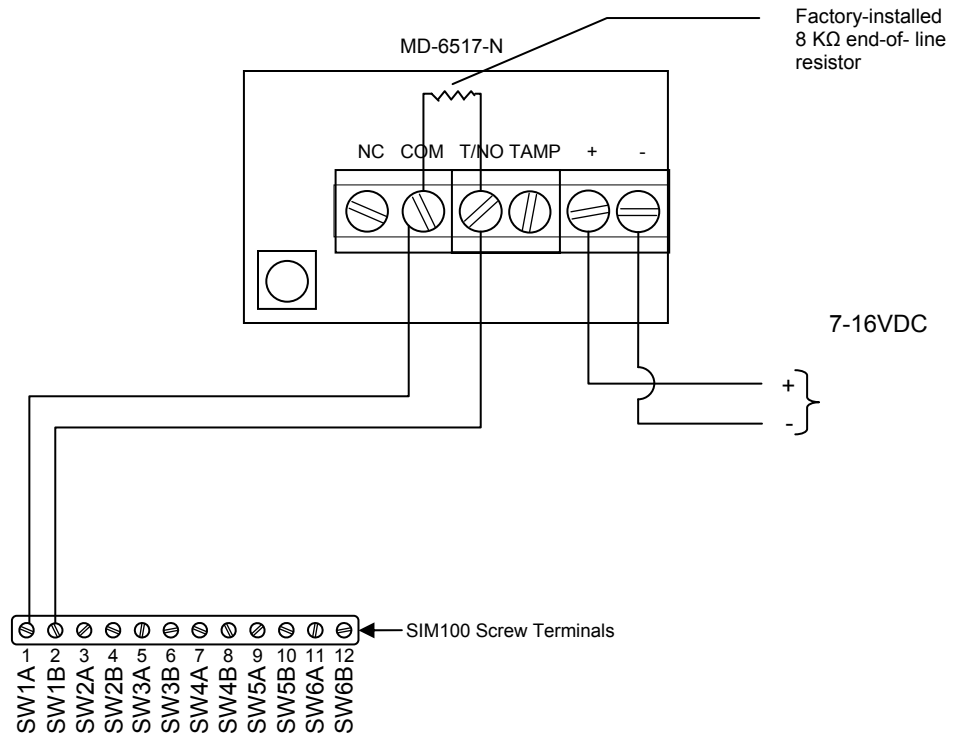 Factory-installed
8 KΩ end-of- line
resistor
MD-6517-N
NC COM T/NO TAMP + -
7-16VDC
+
-
SIM100 Screw Terminals
1 2 3 4 5 6 7 8 9 10 11 12
SW1A SW1B SW2A SW2B SW3A SW3B SW4A SW4B SW5A SW5B SW6A SW6B